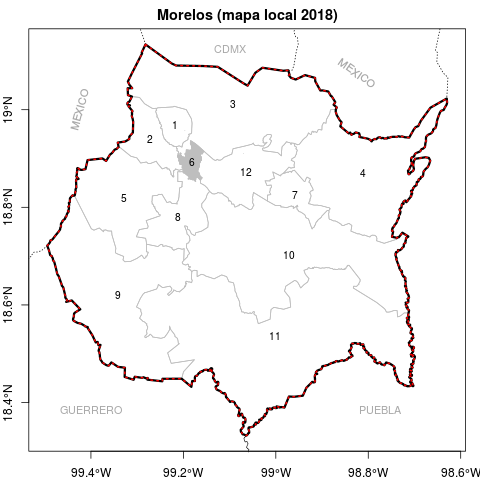 Morelos (mapa local 2018)
CDMX
MEXICO
MEXICO
19°N
3
1
2
6
12
4
18.8°N
5
7
8
10
9
18.6°N
11
18.4°N
GUERRERO
PUEBLA
99.4°W
99.2°W
99°W
98.8°W
98.6°W